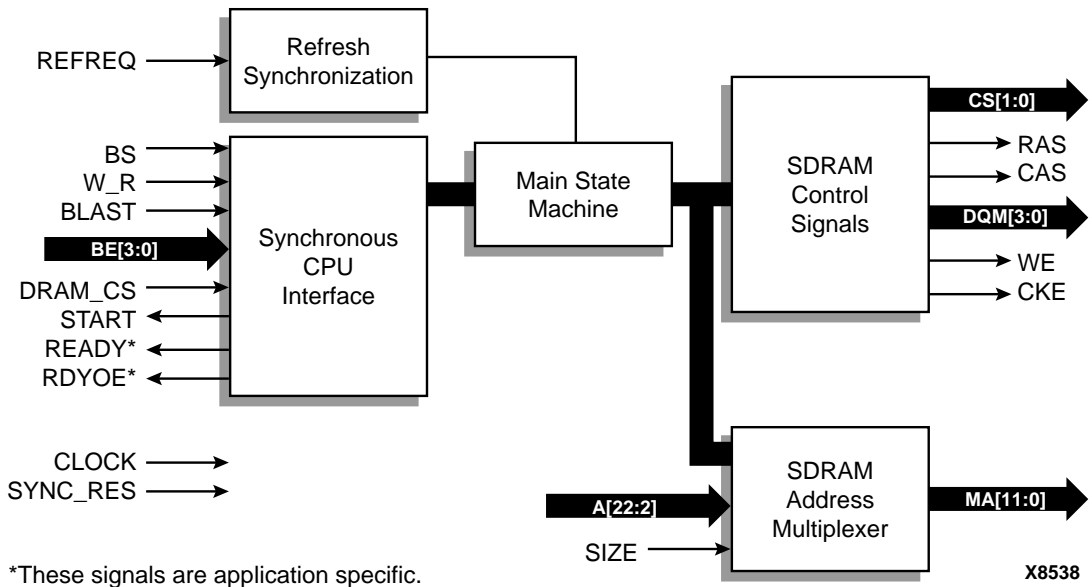 REFREQ
Refresh
Synchronization
BS
W_R
BLAST
BE[3:0]
DRAM_CS
START
READY*
RDYOE*
Synchronous
CPU
Interface
Main State
Machine
SDRAM
Control
Signals
CS[1:0]
RAS
CAS
DQM[3:0]
WE
CKE
CLOCK
SYNC_RES
A[22:2]
SIZE
SDRAM
Address
Multiplexer
MA[11:0]
*These signals are application specific.
X8538